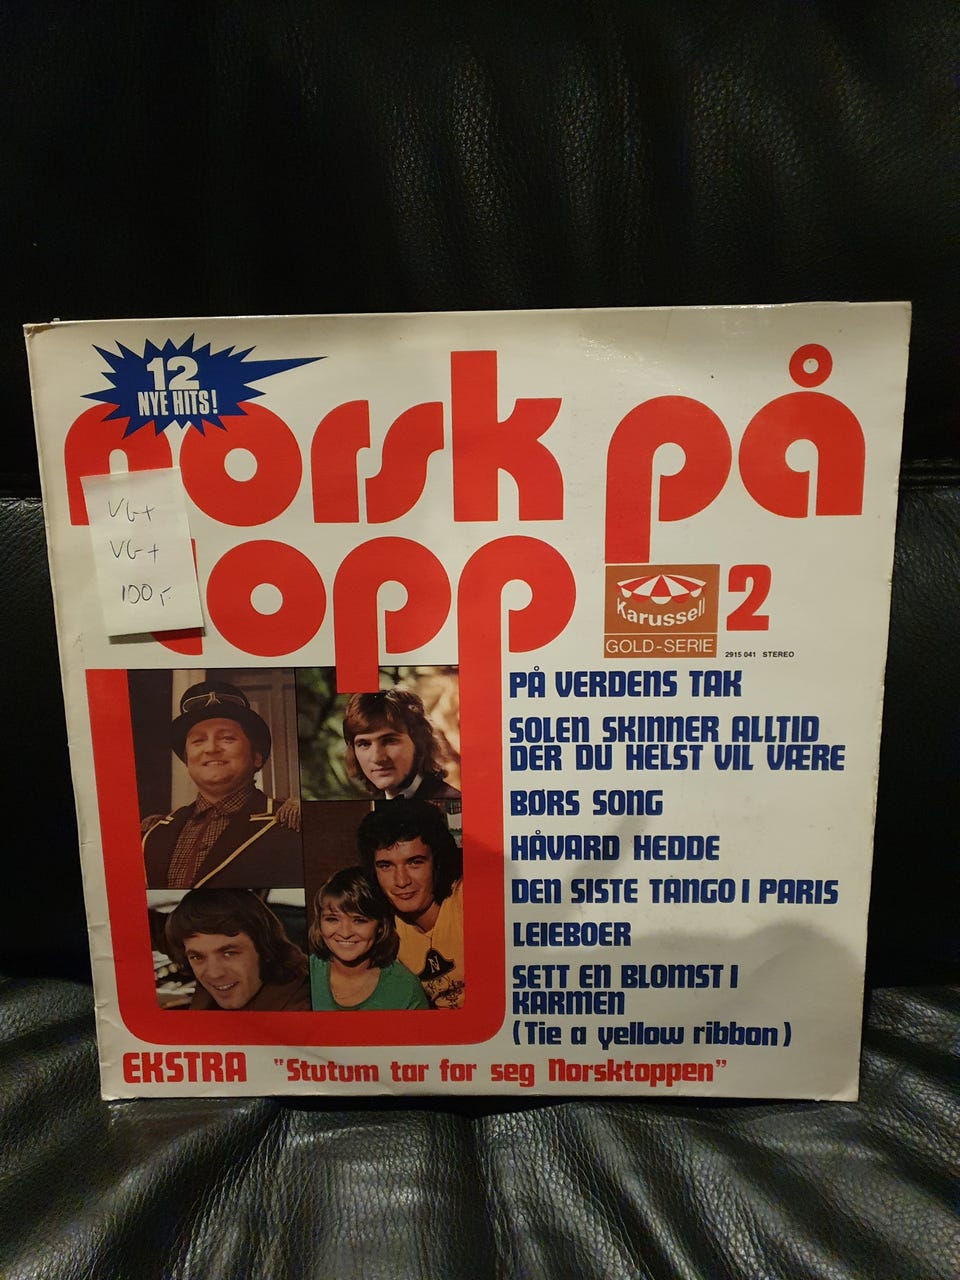 12
NYE HITS!
norsk på
topp 2
VG+
VG+
100,-
Karussell
GOLD-SERIE
2915 041 STEREO
PÅ VERDENS TAK
SOLEN SKINNER ALLTID
DER DU HELST VIL VÆRE
BØRS SONG
HÅVARD HEDDE
DEN SISTE TANGO I PARIS
LEIEBOER
SETT EN BLOMST I
KARMEN
(Tie a yellow ribbon)
EKSTRA "Stutum tar for seg Norsktoppen"